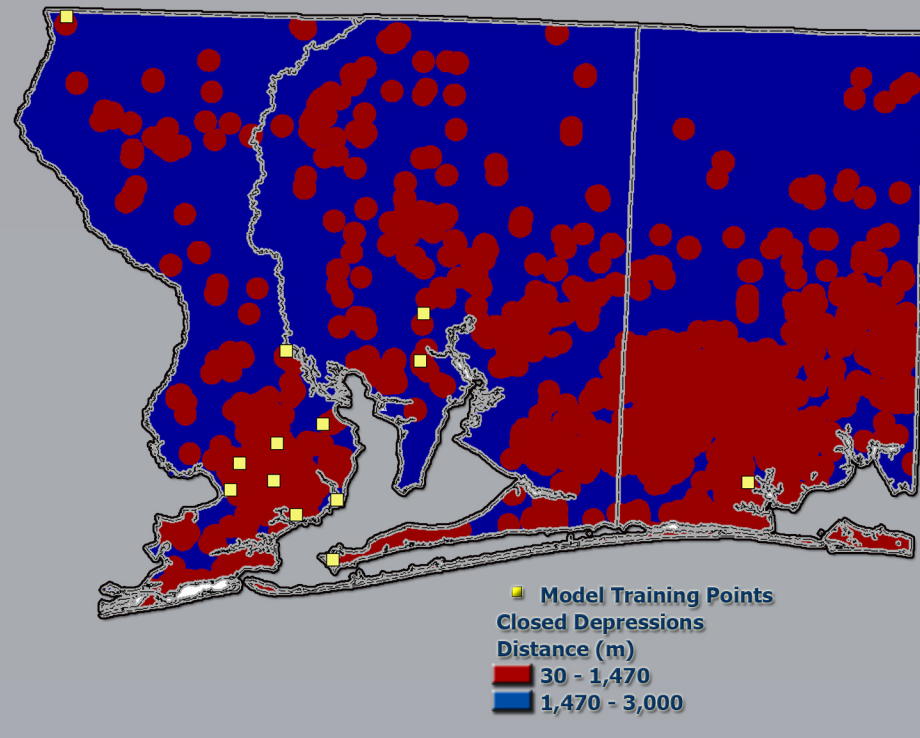 Model Training Points
Closed Depressions
Distance (m)
30 - 1,470
1,470 - 3,000